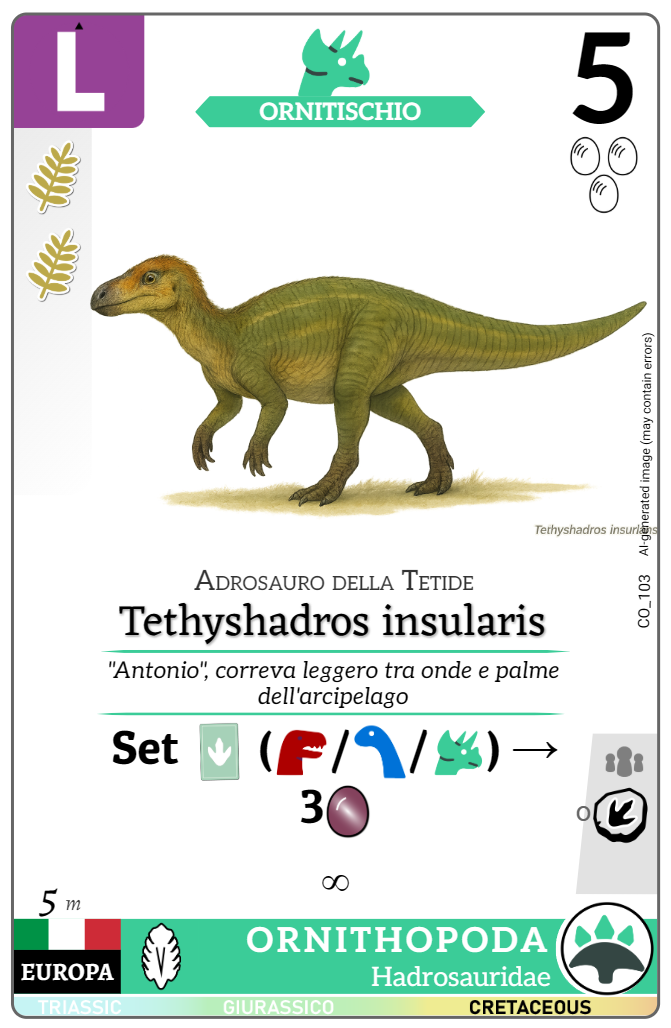 L
ORNITISCHIO
5
Tethyshadros insurlans
AI-generated image (may contain errors)
CO_103
Adrosauro della Tetide
Tethyshadros insularis
"Antonio", correva leggero tra onde e palme
dell'arcipelago
Set ( / / ) →
3
∞
o
5 m
EUROPA
ORNITHOPODA
Hadrosauridae
TRIASSIC
GIURASSICO
CRETACEOUS